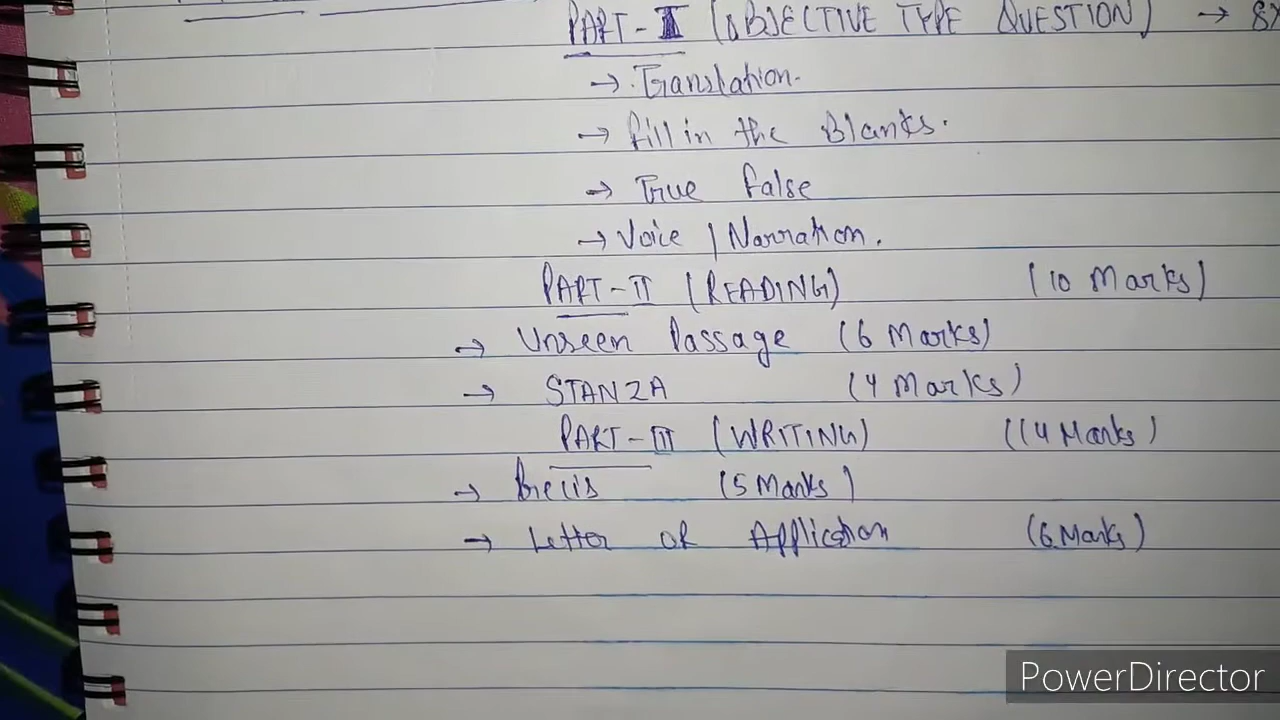 PART-I (OBJECTIVE TYPE QUESTION) → 8x
→ Translation.
→ fill in the Blanks.
→ True false
→ Voice / Narration.
PART-II (READING) (10 Marks)
→ Unseen Passage (6 Marks)
→ STANZA (4 Marks)
PART-III (WRITING) (14 Marks)
→ Precis (5 Marks)
→ Letter or Application (6 Marks)
PowerDirector